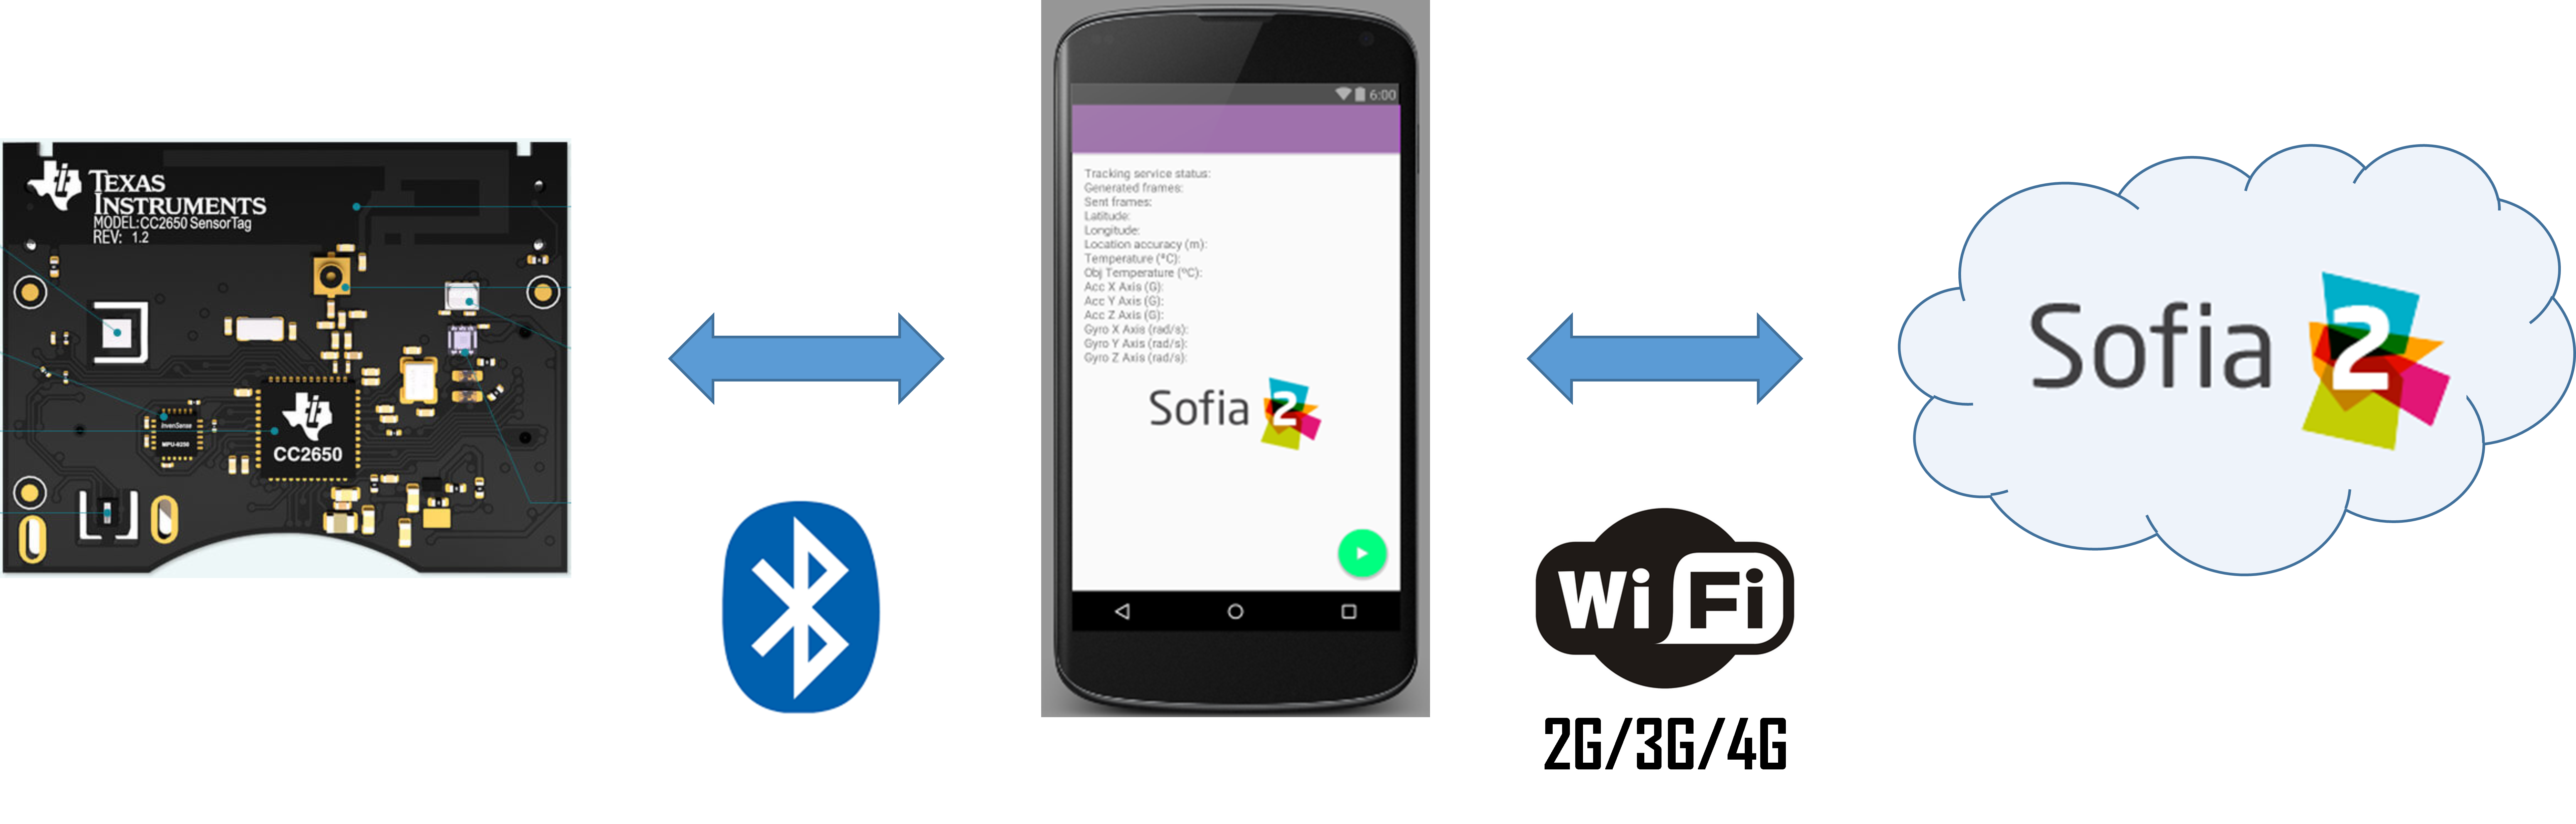 TEXAS
INSTRUMENTS
MODEL:CC2650 SensorTag
REV: 1.2
InvenSense
MPU-9250
CC2650
6:00
Tracking service status:
Generated frames:
Sent frames:
Latitude:
Longitude:
Location accuracy (m):
Temperature (ºC):
Obj Temperature (ºC):
Acc X Axis (G):
Acc Y Axis (G):
Acc Z Axis (G):
Gyro X Axis (rad/s):
Gyro Y Axis (rad/s):
Gyro Z Axis (rad/s):
Sofia 2
Wi Fi
2G/3G/4G
Sofia 2